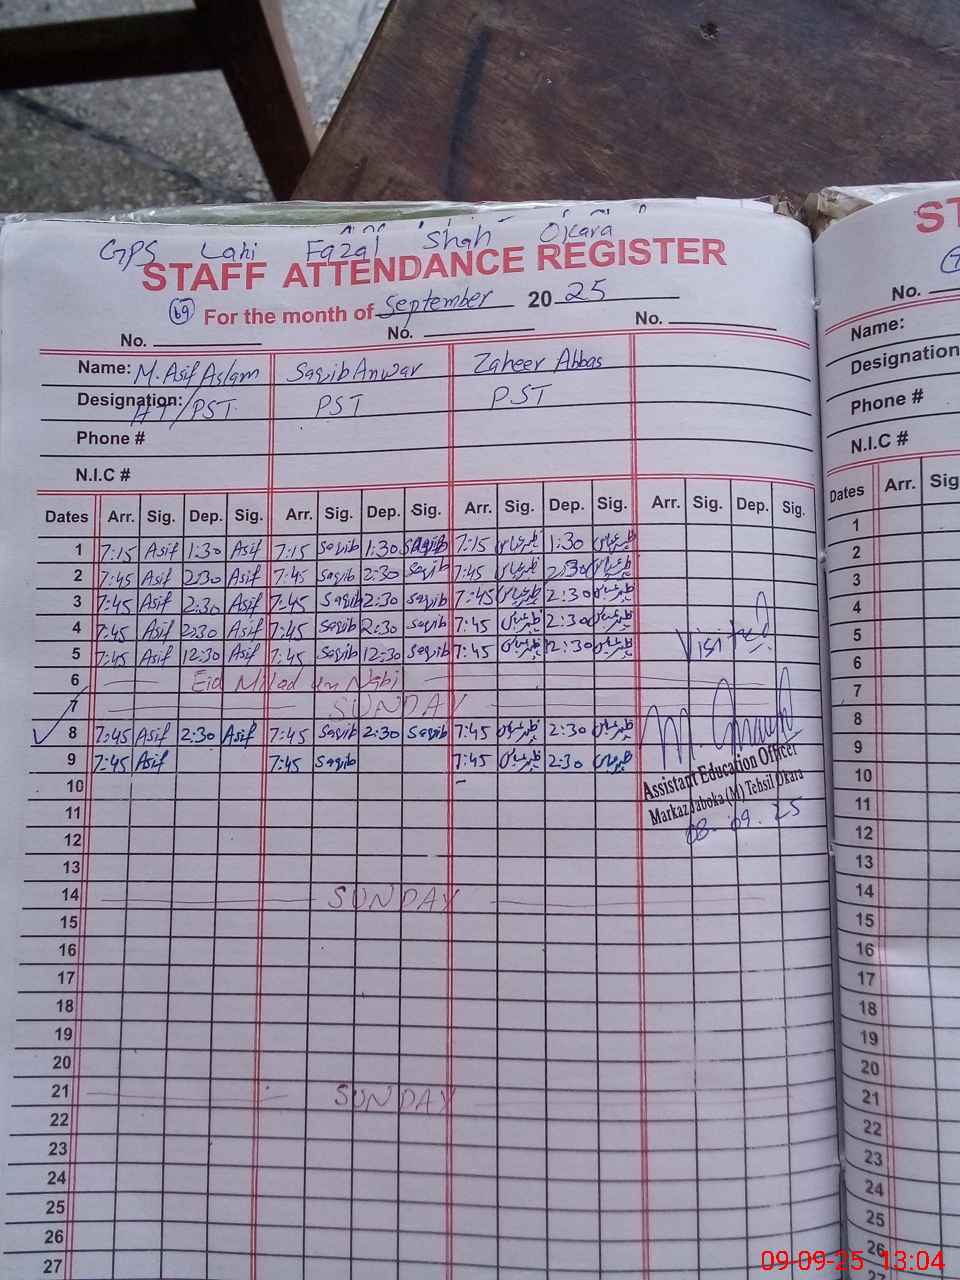 GPS Lahi Fazal Shah Okara
STAFF ATTENDANCE REGISTER
69 For the month of September 2025
No. No. No.
Name: M. Asif Aslam Saqib Anwar Zaheer Abbas
Designation: HT/PST PST PST
Phone #
N.I.C #
Dates Arr. Sig. Dep. Sig. Arr. Sig. Dep. Sig. Arr. Sig. Dep. Sig. Arr. Sig. Dep. Sig.
1 7:15 Asif 1:30 Asif 7:15 Saqib 1:30 Saqib 7:15 1:30
2 7:45 Asif 2:30 Asif 7:45 Saqib 2:30 Saqib 7:45 2:30
3 7:45 Asif 2:30 Asif 7:45 Saqib 2:30 Saqib 7:45 2:30
4 7:45 Asif 2:30 Asif 7:45 Saqib 2:30 Saqib 7:45 2:30
5 7:45 Asif 12:30 Asif 7:45 Saqib 12:30 Saqib 7:45 12:30
Visited
6 Eid Milad un Nabi
7 SUNDAY
8 7:45 Asif 2:30 Asif 7:45 Saqib 2:30 Saqib 7:45 2:30
9 7:45 Asif 7:45 Saqib 7:45 2:30
Assistant Education Officer
Markaz Jaboka (M) Tehsil Okara
08.09.25
10
11
12
13
14 SUNDAY
15
16
17
18
19
20
21 SUNDAY
22
23
24
25
26
27
ST
No.
Name:
Designation
Phone #
N.I.C #
Dates Arr. Sig
1
2
3
4
5
6
7
8
9
10
11
12
13
14
15
16
17
18
19
20
21
22
23
24
25
26
09-09-25 13:04